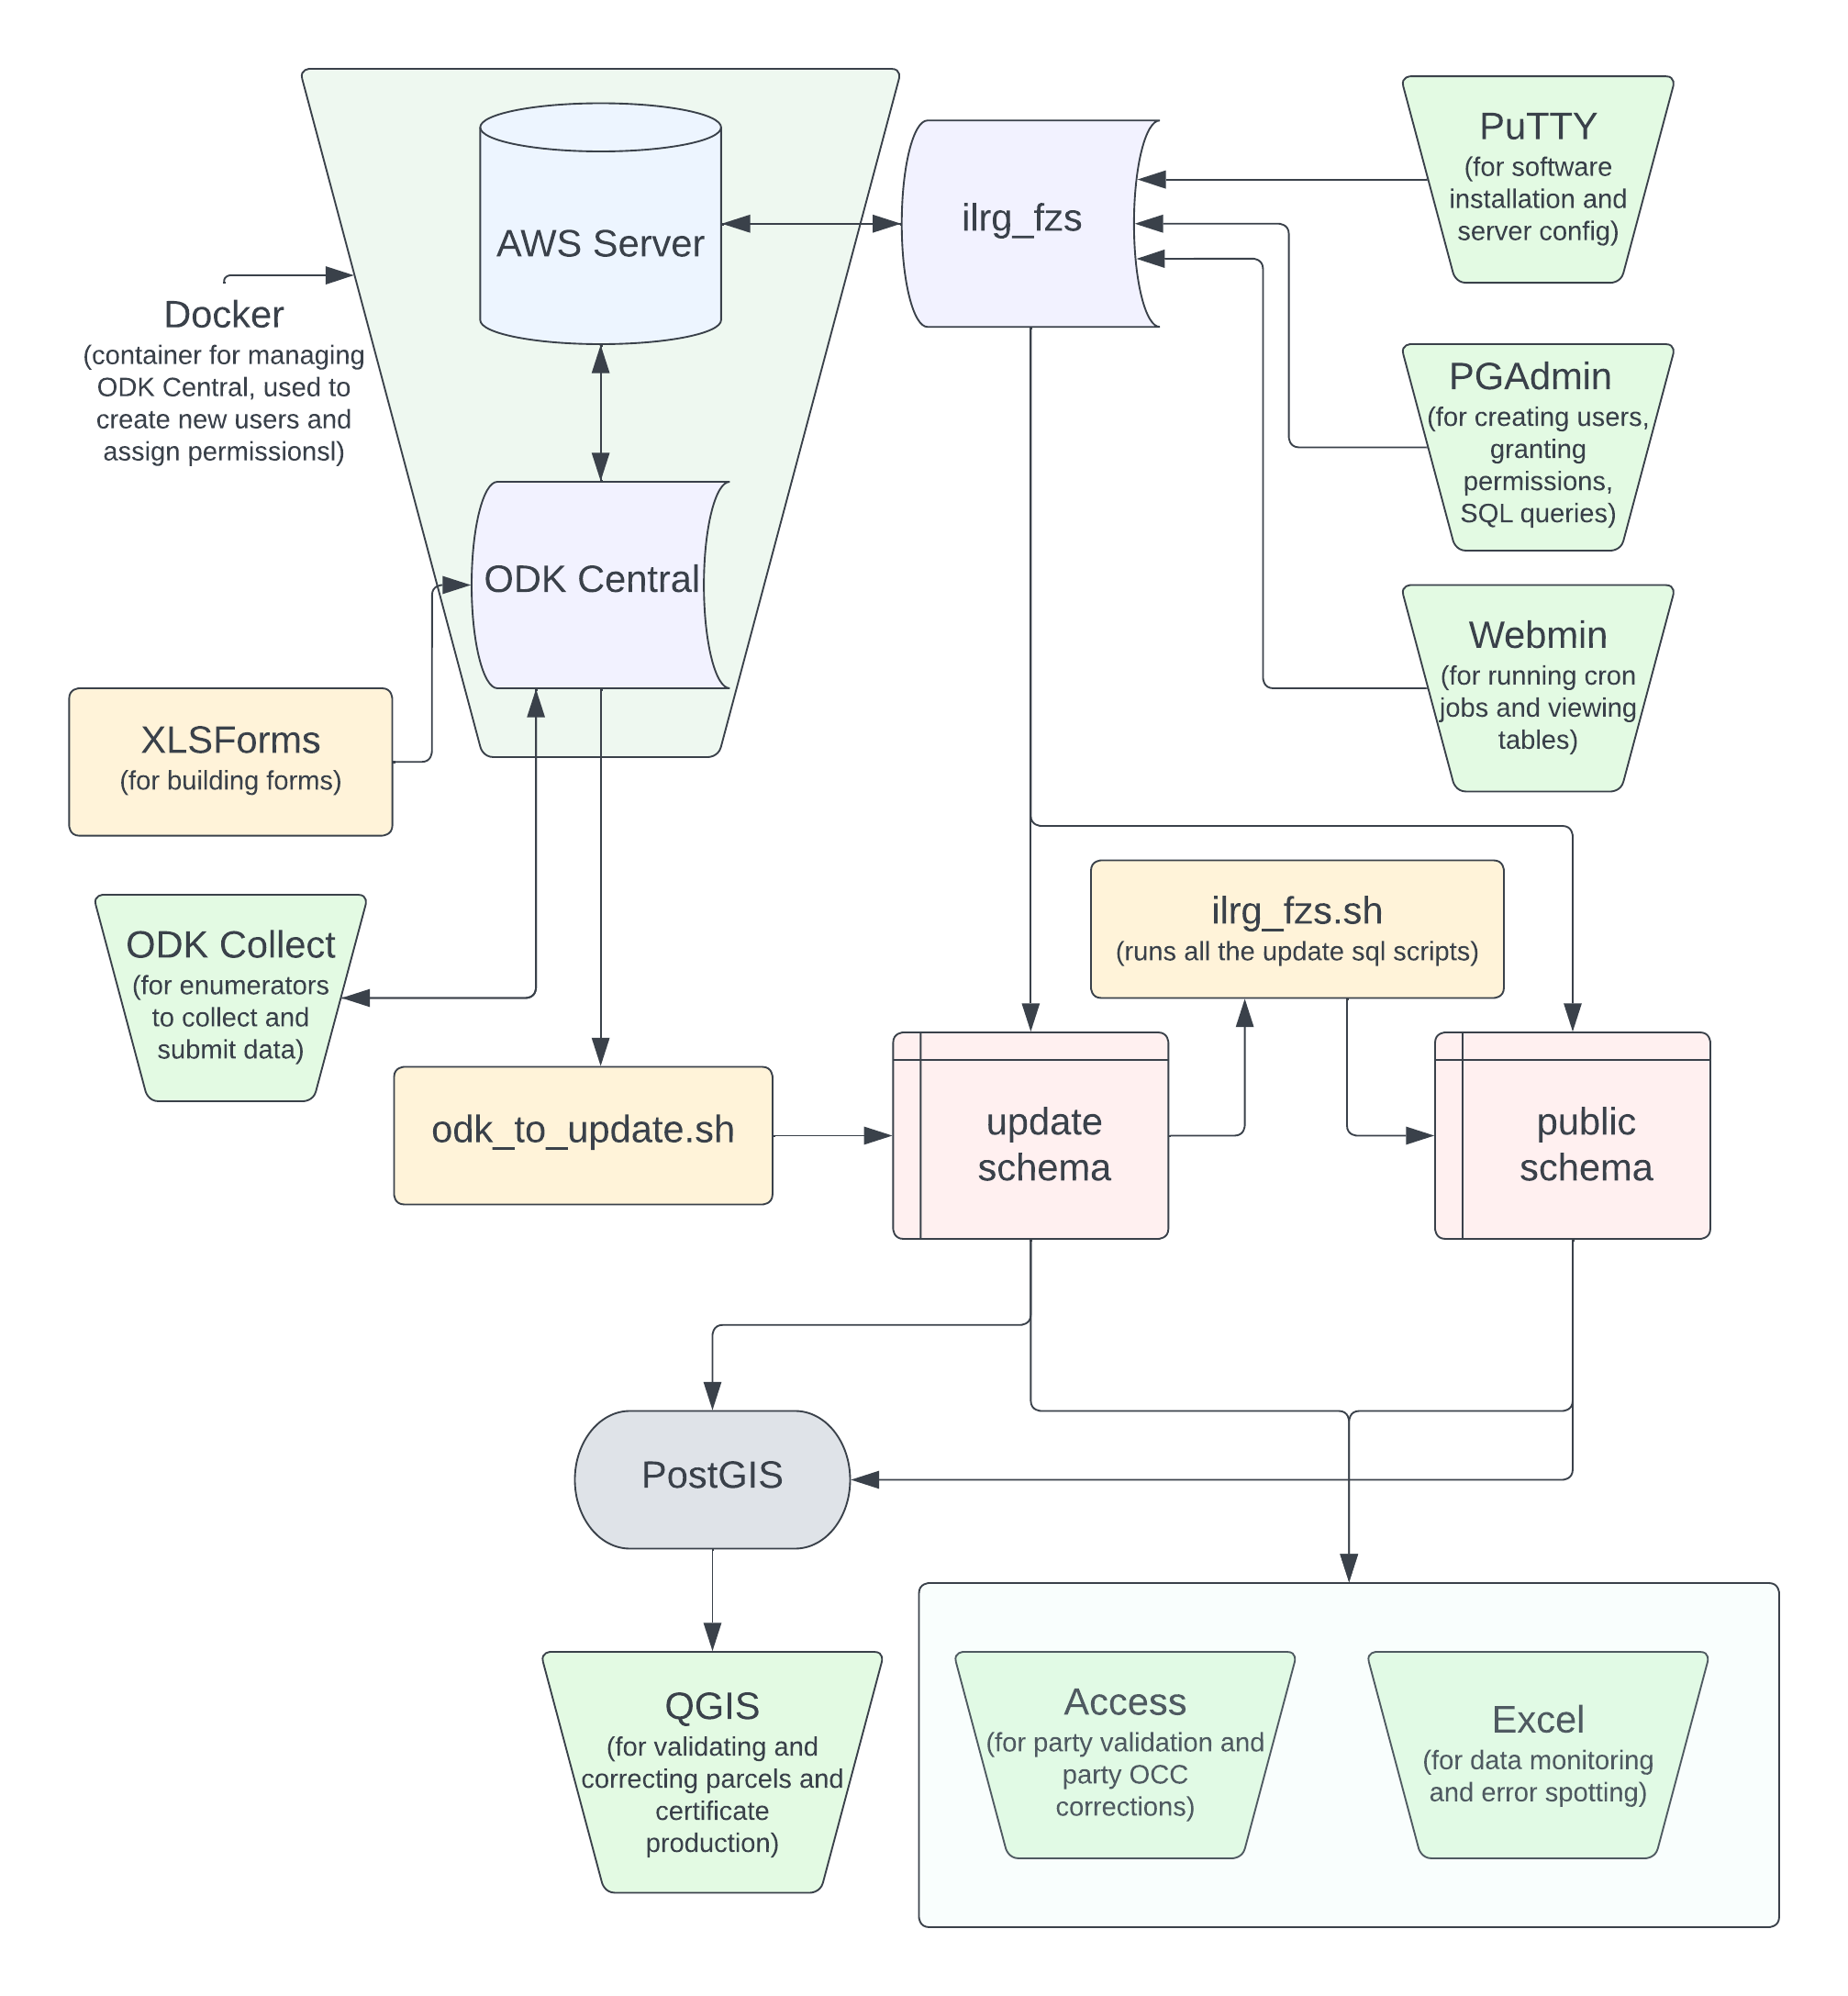 AWS Server
ilrg_fzs
PuTTY
(for software
installation and
server config)
Docker
(container for managing
ODK Central, used to
create new users and
assign permissionsl)
PGAdmin
(for creating users,
granting
permissions,
SQL queries)
ODK Central
Webmin
(for running cron
jobs and viewing
tables)
XLSForms
(for building forms)
ilrg_fzs.sh
(runs all the update sql scripts)
ODK Collect
(for enumerators
to collect and
submit data)
odk_to_update.sh
update
schema
public
schema
PostGIS
QGIS
(for validating and
correcting parcels and
certificate
production)
Access
(for party validation and
party OCC
corrections)
Excel
(for data monitoring
and error spotting)